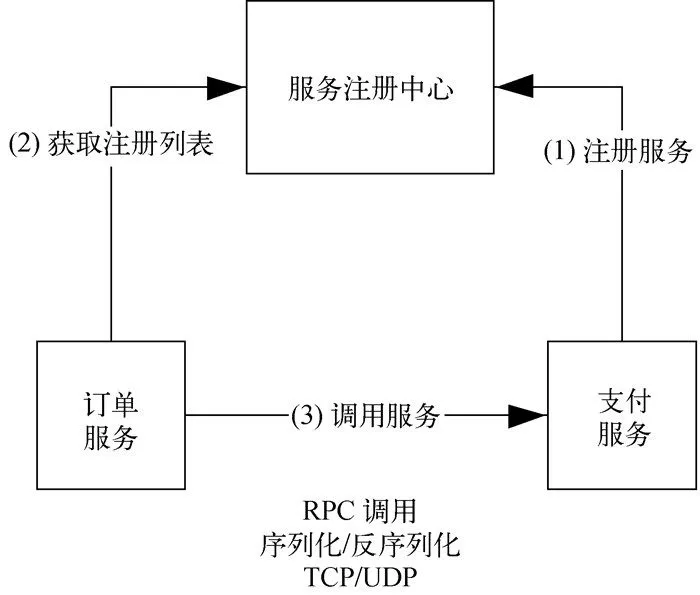 服务注册中心
(2) 获取注册列表
(1) 注册服务
订单
服务
(3) 调用服务
支付
服务
RPC 调用
序列化/反序列化
TCP/UDP